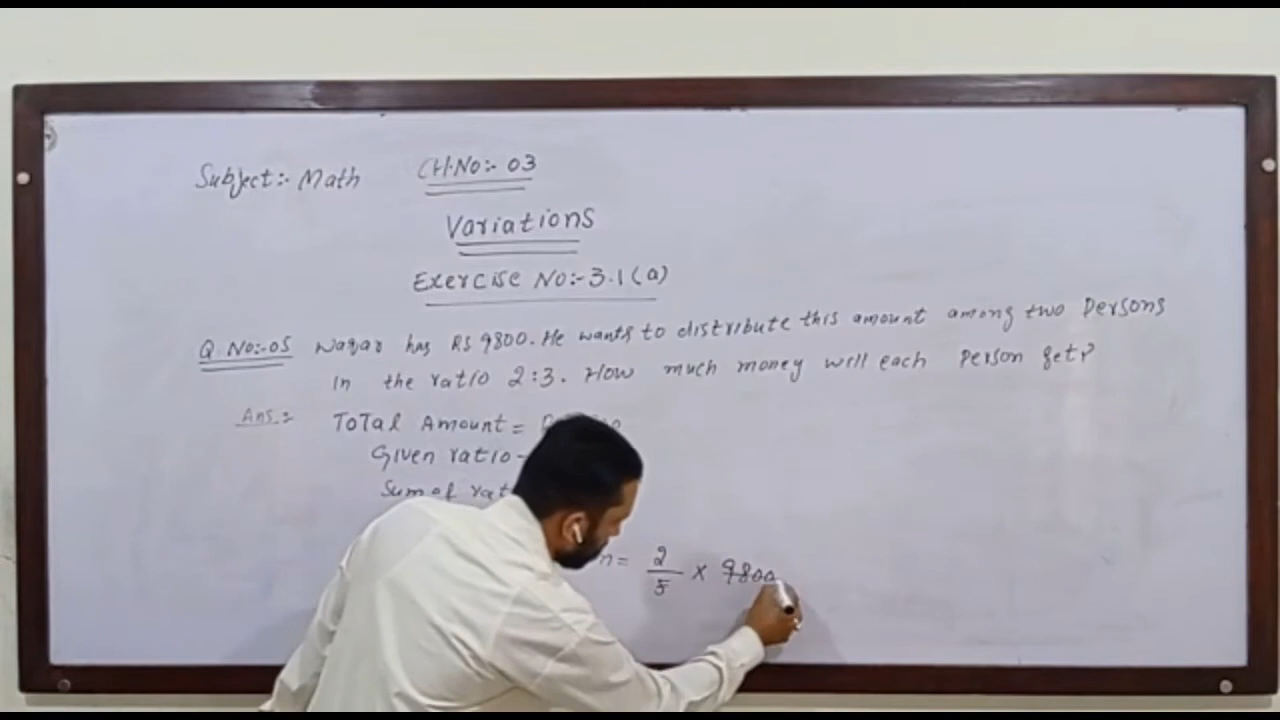 Subject:- Math CH.No:- 03
Variations
Exercise No:-3.1(a)
Q.No:-05 Waqar has RS 9800. He wants to distribute this amount among two Persons
in the ratio 2:3. How much money will each Person get?
Ans:- ToTal Amount =
Given ratio-
Sum of
= 2/5 × 9800